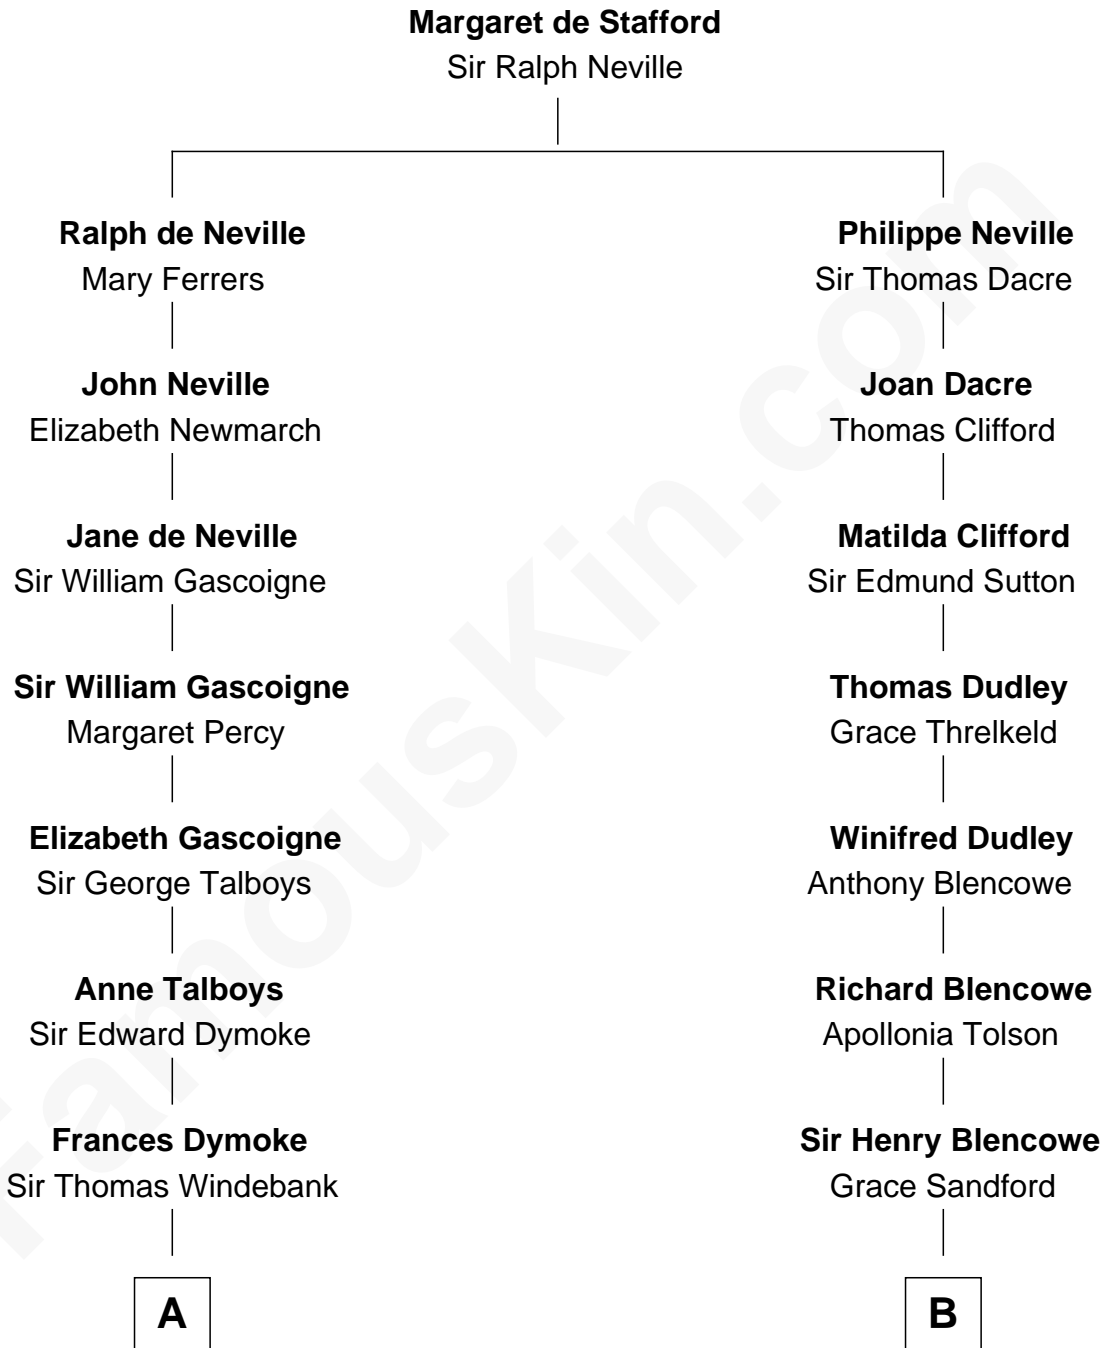 Margaret de Stafford
Sir Ralph Neville
Ralph de Neville
Mary Ferrers
John Neville
Elizabeth Newmarch
Jane de Neville
Sir William Gascoigne
Sir William Gascoigne
Margaret Percy
Elizabeth Gascoigne
Sir George Talboys
Anne Talboys
Sir Edward Dymoke
Frances Dymoke
Sir Thomas Windebank
A
Philippe Neville
Sir Thomas Dacre
Joan Dacre
Thomas Clifford
Matilda Clifford
Sir Edmund Sutton
Thomas Dudley
Grace Threlkeld
Winifred Dudley
Anthony Blencowe
Richard Blencowe
Apollonia Tolson
Sir Henry Blencowe
Grace Sandford
B
FamousKin.com